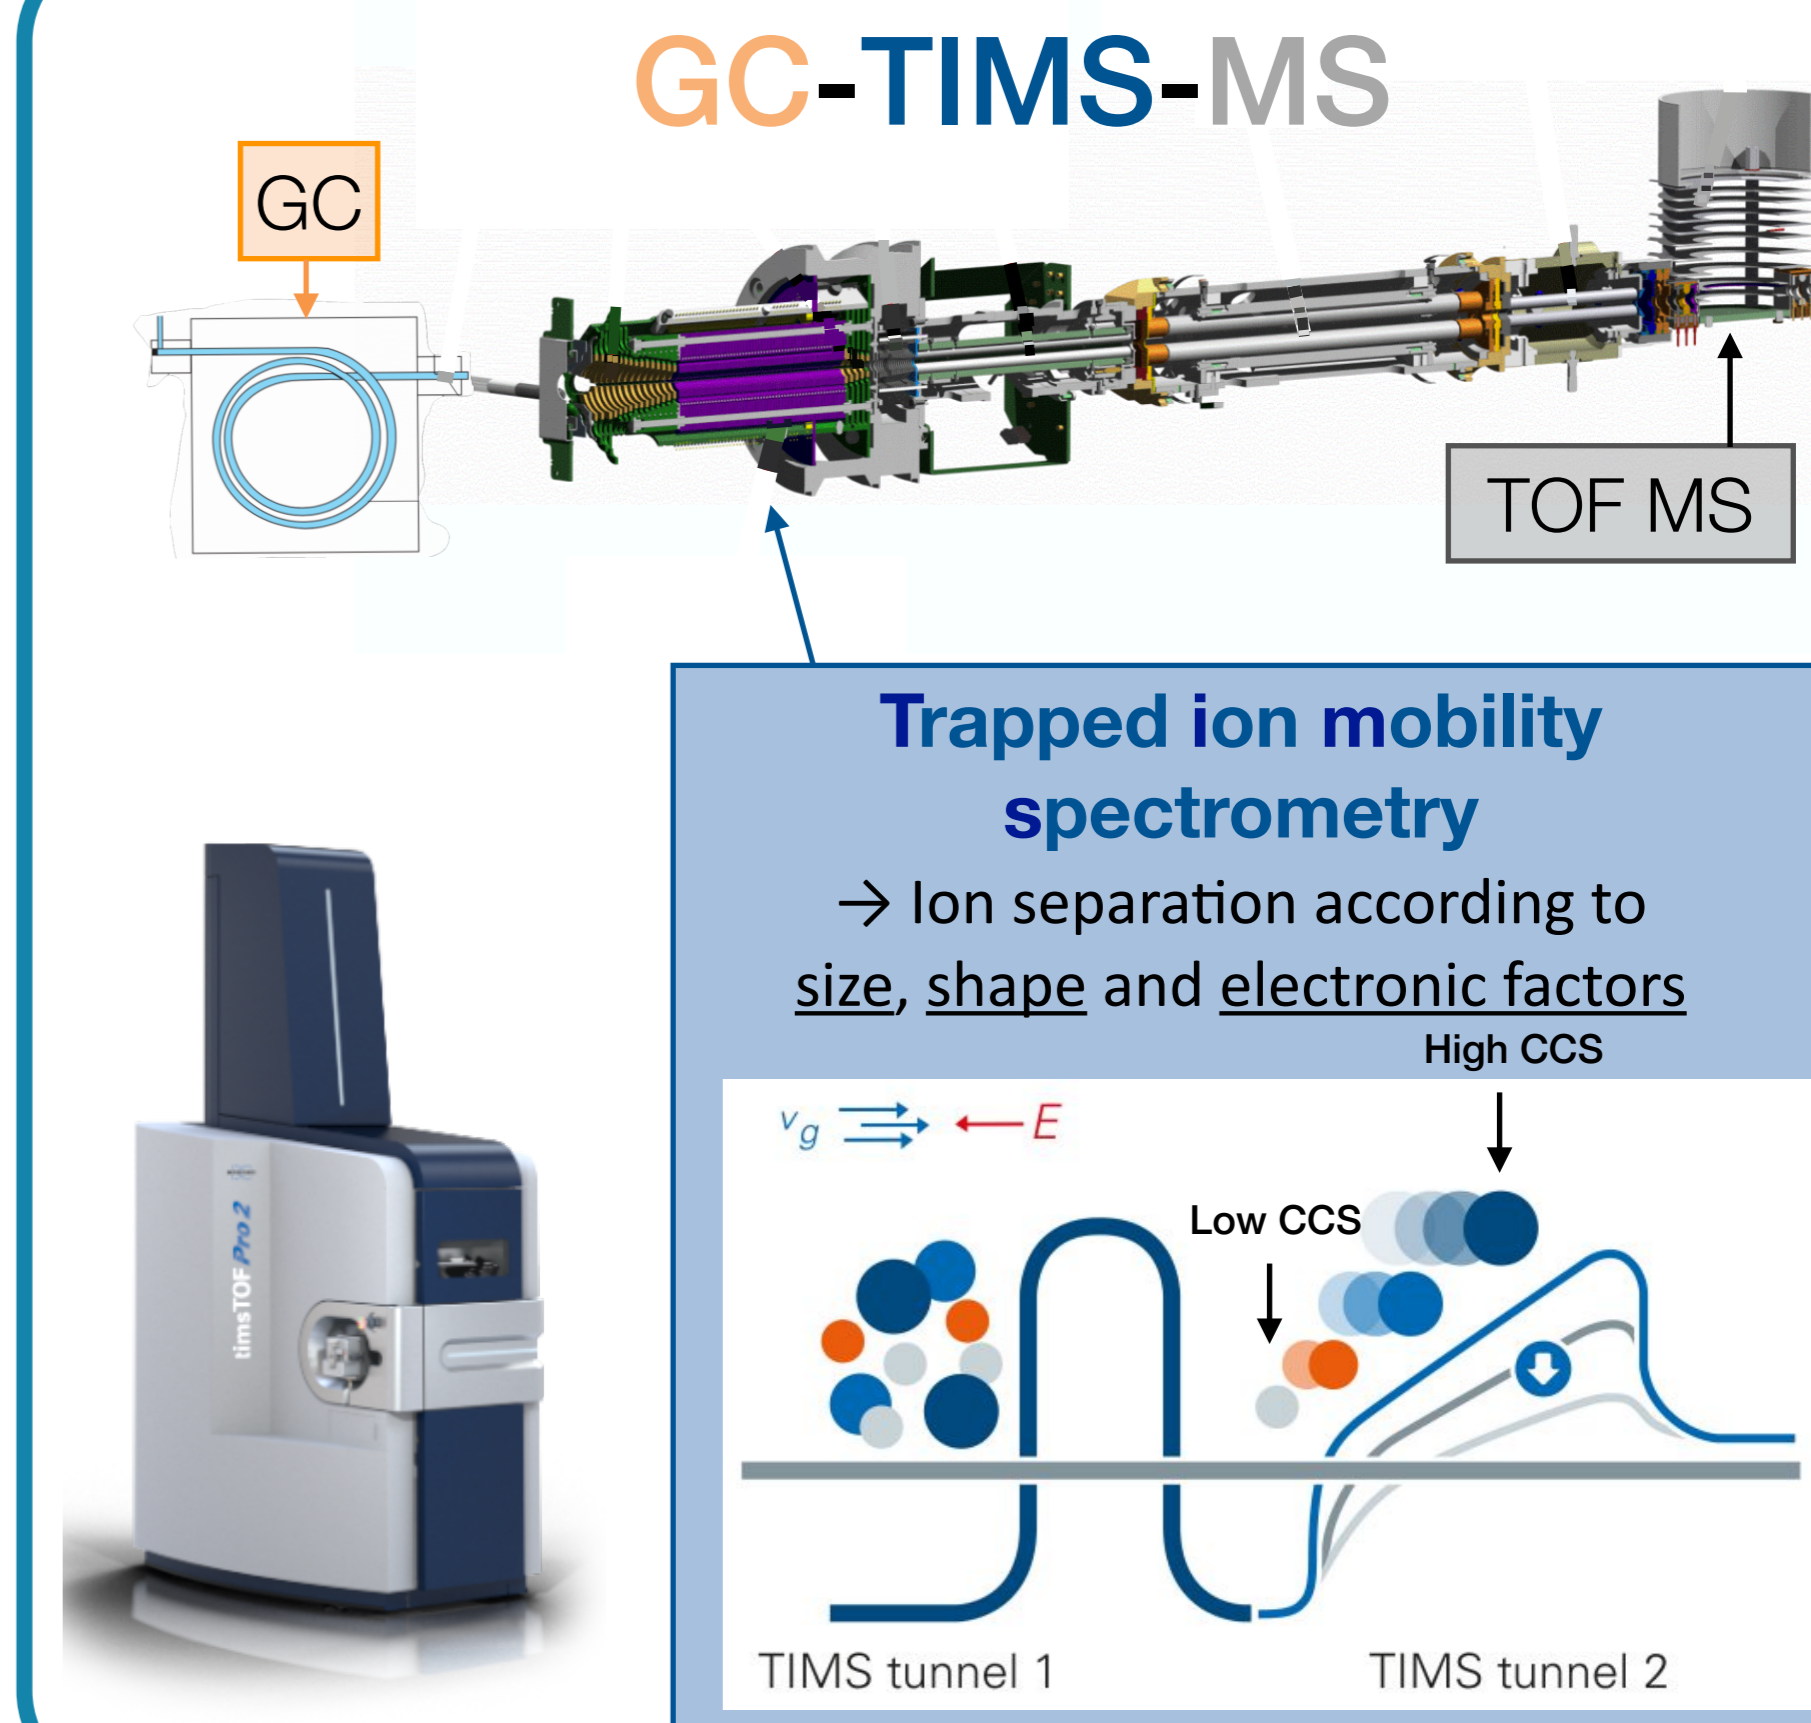 GC-TIMS-MS
GC
TOF MS
Trapped ion mobility
spectrometry
→ Ion separation according to
size, shape and electronic factors
High CCS
vg
E
Low CCS
timsTOF Pro 2
TIMS tunnel 1
TIMS tunnel 2